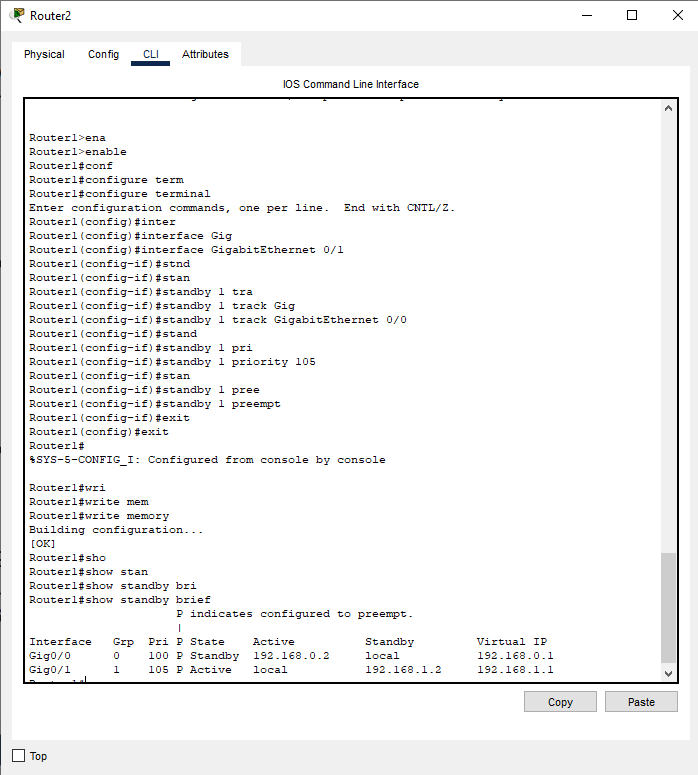 Router2
Physical Config CLI Attributes
IOS Command Line Interface
Router1>ena
Router1>enable
Router1#conf
Router1#configure term
Router1#configure terminal
Enter configuration commands, one per line.  End with CNTL/Z.
Router1(config)#inter
Router1(config)#interface Gig
Router1(config)#interface GigabitEthernet 0/1
Router1(config-if)#stnd
Router1(config-if)#stan
Router1(config-if)#standby 1 tra
Router1(config-if)#standby 1 track Gig
Router1(config-if)#standby 1 track GigabitEthernet 0/0
Router1(config-if)#stand
Router1(config-if)#standby 1 pri
Router1(config-if)#standby 1 priority 105
Router1(config-if)#stan
Router1(config-if)#standby 1 pree
Router1(config-if)#standby 1 preempt
Router1(config-if)#exit
Router1(config)#exit
Router1#
%SYS-5-CONFIG_I: Configured from console by console
Router1#wri
Router1#write mem
Router1#write memory
Building configuration...
[OK]
Router1#sho
Router1#show stan
Router1#show standby bri
Router1#show standby brief
P indicates configured to preempt.
|
Interface   Grp  Pri P State   Active          Standby         Virtual IP
Gig0/0      0    100 P Standby 192.168.0.2     local           192.168.0.1
Gig0/1      1    105 P Active  local           192.168.1.2     192.168.1.1
Router1#
Copy Paste
Top